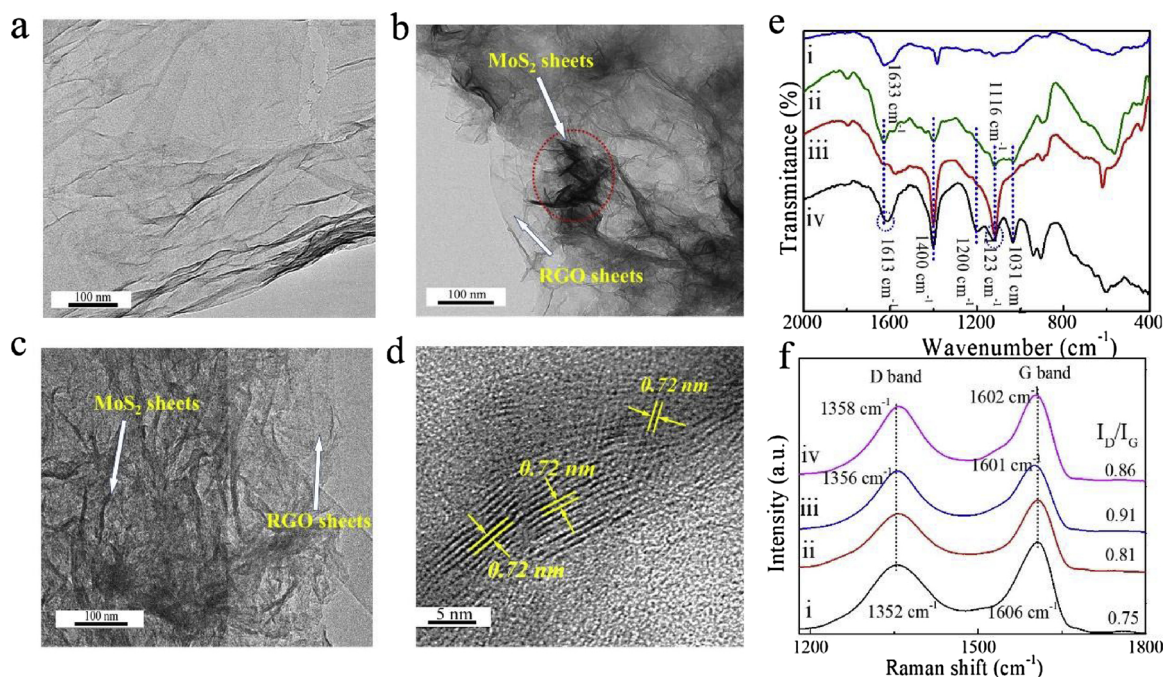 a
100 nm
b
MoS₂ sheets
RGO sheets
100 nm
c
MoS₂ sheets
RGO sheets
100 nm
d
0.72 nm
0.72 nm
0.72 nm
5 nm
e
Transmitance (%)
i
ii
iii
iv
1633 cm⁻¹
1116 cm⁻¹
1613 cm⁻¹
1400 cm⁻¹
1200 cm⁻¹
1123 cm⁻¹
1031 cm⁻¹
2000 1600 1200 800 400
Wavenumber (cm⁻¹)
f
Intensity (a.u.)
D band G band
1358 cm⁻¹ 1602 cm⁻¹ I_D/I_G
iv 0.86
1356 cm⁻¹ 1601 cm⁻¹
iii 0.91
ii 0.81
i 1352 cm⁻¹ 1606 cm⁻¹ 0.75
1200 1500 1800
Raman shift (cm⁻¹)